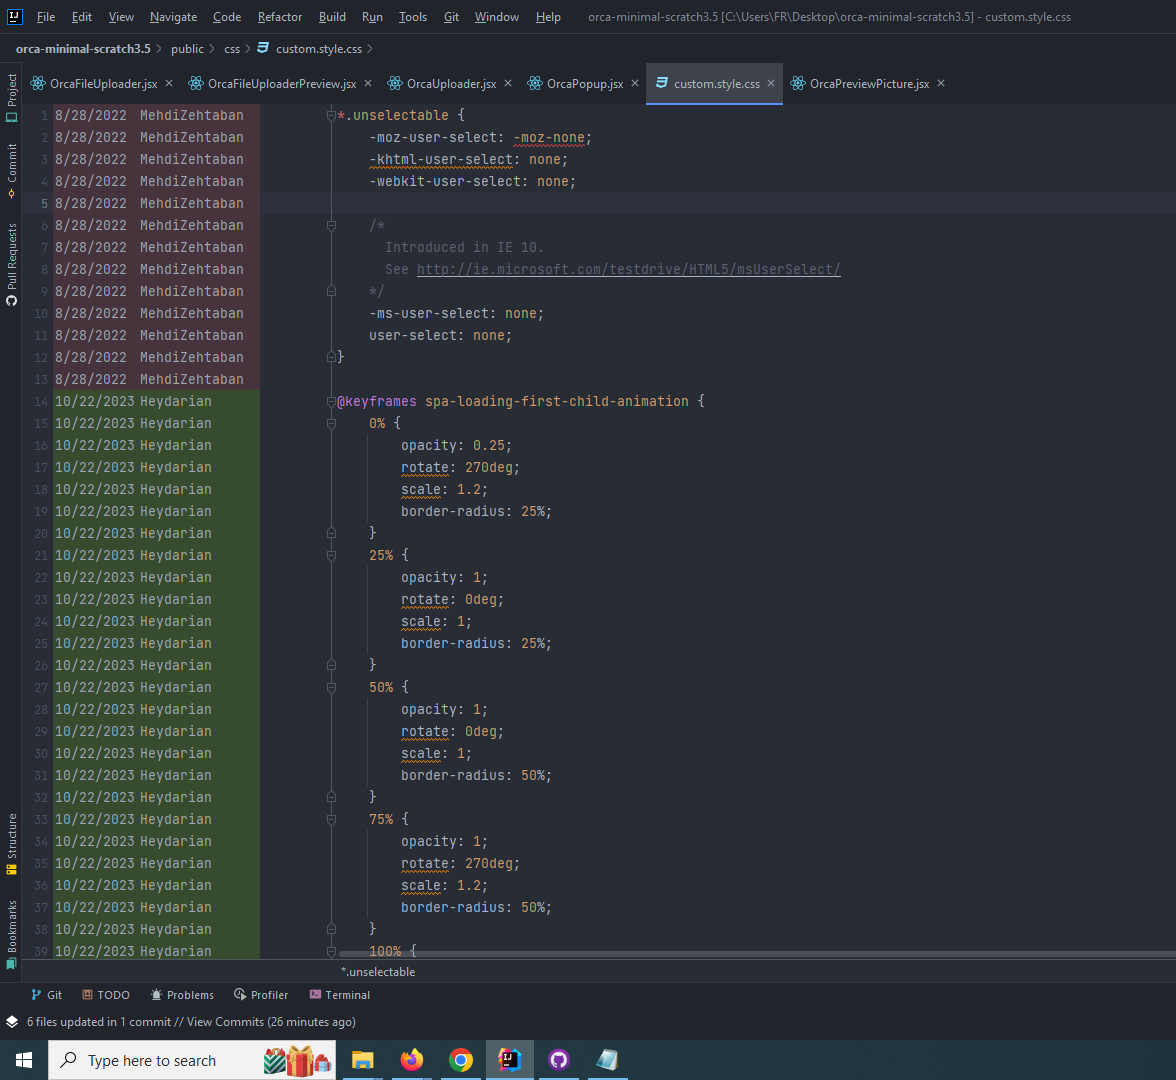 File Edit View Navigate Code Refactor Build Run Tools Git Window Help orca-minimal-scratch3.5 [C:\Users\FR\Desktop\orca-minimal-scratch3.5] - custom.style.css
orca-minimal-scratch3.5 > public > css > custom.style.css >
OrcaFileUploader.jsx × OrcaFileUploaderPreview.jsx × OrcaUploader.jsx × OrcaPopup.jsx × custom.style.css × OrcaPreviewPicture.jsx ×
Project
Commit
Pull Requests
Structure
Bookmarks
1 8/28/2022 MehdiZehtaban *.unselectable {
2 8/28/2022 MehdiZehtaban -moz-user-select: -moz-none;
3 8/28/2022 MehdiZehtaban -khtml-user-select: none;
4 8/28/2022 MehdiZehtaban -webkit-user-select: none;
5 8/28/2022 MehdiZehtaban
6 8/28/2022 MehdiZehtaban /*
7 8/28/2022 MehdiZehtaban Introduced in IE 10.
8 8/28/2022 MehdiZehtaban See http://ie.microsoft.com/testdrive/HTML5/msUserSelect/
9 8/28/2022 MehdiZehtaban */
10 8/28/2022 MehdiZehtaban -ms-user-select: none;
11 8/28/2022 MehdiZehtaban user-select: none;
12 8/28/2022 MehdiZehtaban }
13 8/28/2022 MehdiZehtaban
14 10/22/2023 Heydarian @keyframes spa-loading-first-child-animation {
15 10/22/2023 Heydarian 0% {
16 10/22/2023 Heydarian opacity: 0.25;
17 10/22/2023 Heydarian rotate: 270deg;
18 10/22/2023 Heydarian scale: 1.2;
19 10/22/2023 Heydarian border-radius: 25%;
20 10/22/2023 Heydarian }
21 10/22/2023 Heydarian 25% {
22 10/22/2023 Heydarian opacity: 1;
23 10/22/2023 Heydarian rotate: 0deg;
24 10/22/2023 Heydarian scale: 1;
25 10/22/2023 Heydarian border-radius: 25%;
26 10/22/2023 Heydarian }
27 10/22/2023 Heydarian 50% {
28 10/22/2023 Heydarian opacity: 1;
29 10/22/2023 Heydarian rotate: 0deg;
30 10/22/2023 Heydarian scale: 1;
31 10/22/2023 Heydarian border-radius: 50%;
32 10/22/2023 Heydarian }
33 10/22/2023 Heydarian 75% {
34 10/22/2023 Heydarian opacity: 1;
35 10/22/2023 Heydarian rotate: 270deg;
36 10/22/2023 Heydarian scale: 1.2;
37 10/22/2023 Heydarian border-radius: 50%;
38 10/22/2023 Heydarian }
39 10/22/2023 Heydarian 100% {
*.unselectable
Git TODO Problems Profiler Terminal
6 files updated in 1 commit // View Commits (26 minutes ago)
Type here to search